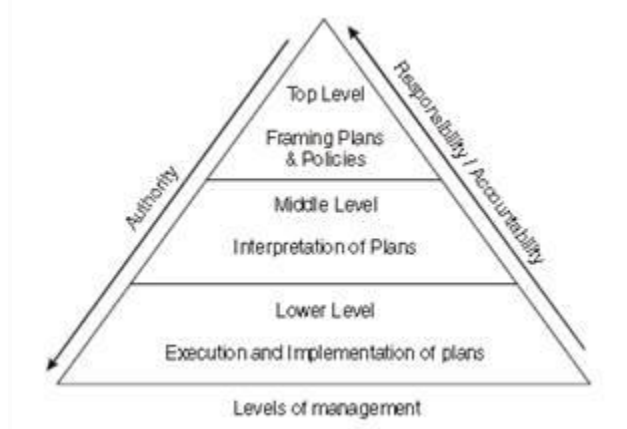 Top Level
Framing Plans
& Policies
Authority
Responsibility / Accountability
Middle Level
Interpretation of Plans
Lower Level
Execution and Implementation of plans
Levels of management